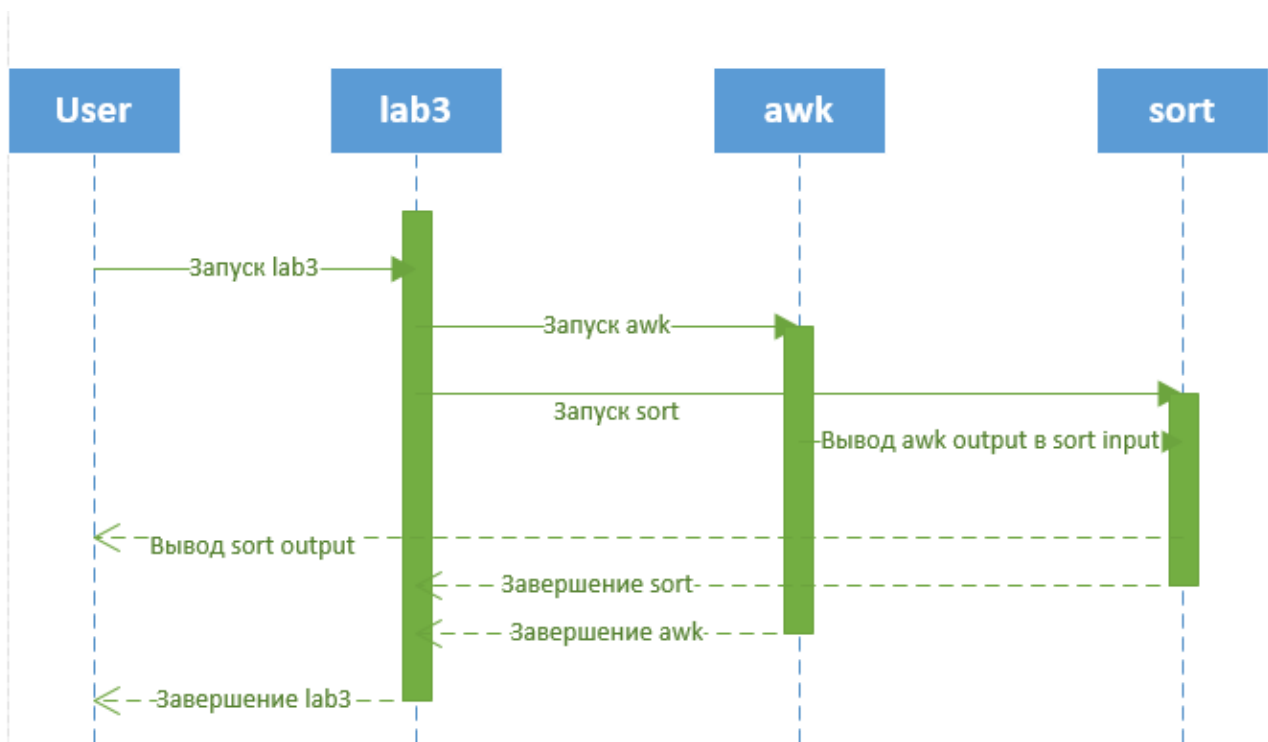 User
lab3
awk
sort
Запуск lab3
Запуск awk
Запуск sort
Вывод awk output в sort input
Вывод sort output
Завершение sort
Завершение awk
Завершение lab3